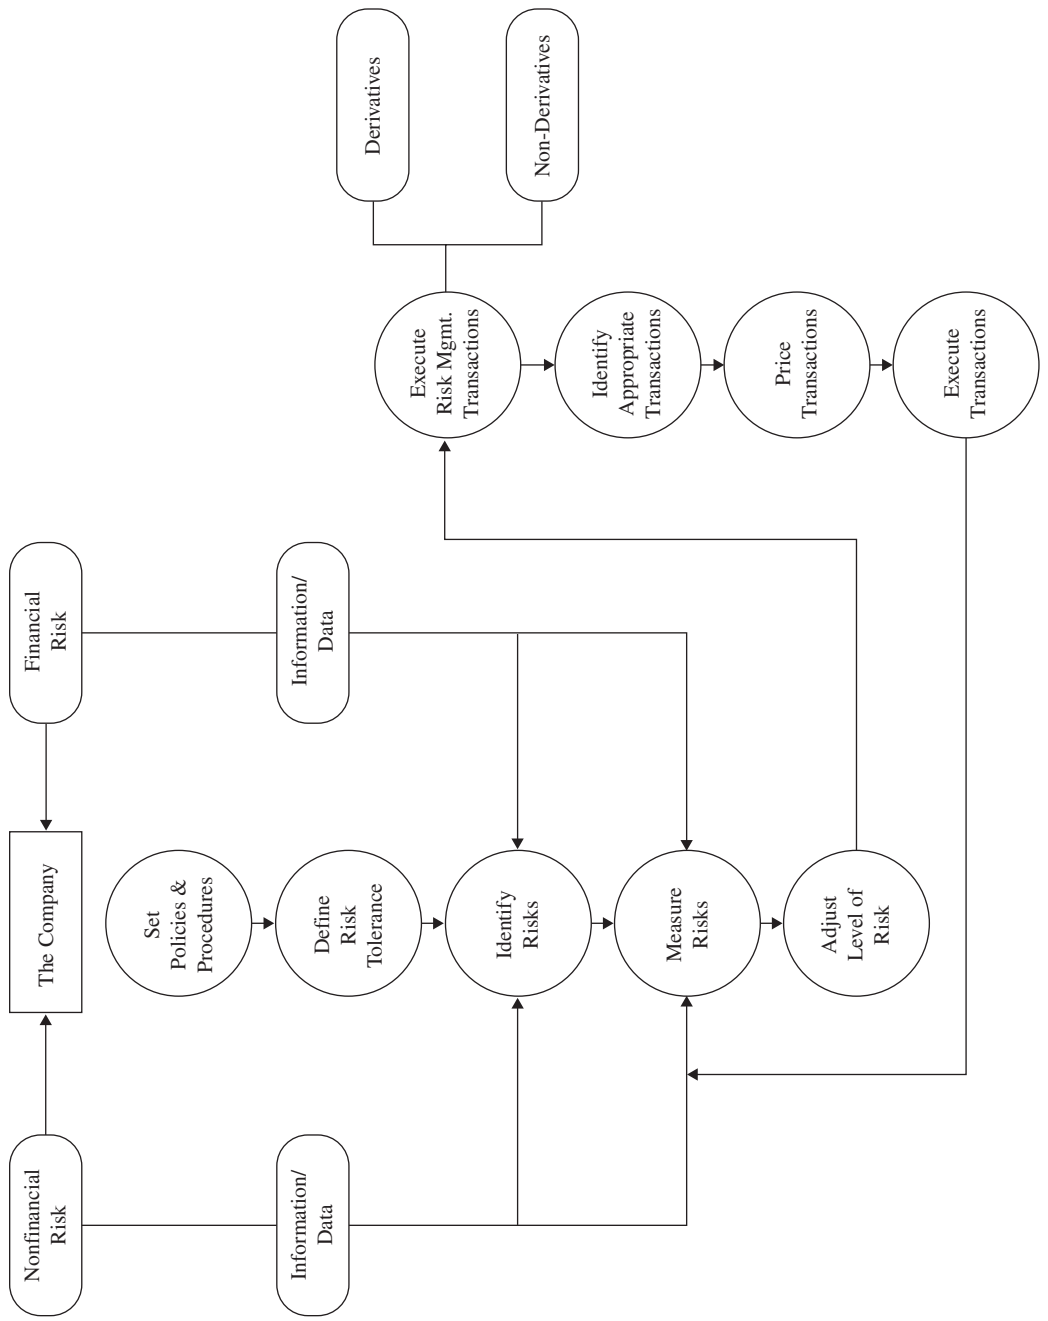 Nonfinancial
Risk
The Company
Financial
Risk
Set
Policies &
Procedures
Information/
Data
Define
Risk
Tolerance
Information/
Data
Derivatives
Execute
Risk Mgmt.
Transactions
Identify
Risks
Non-Derivatives
Identify
Appropriate
Transactions
Measure
Risks
Price
Transactions
Adjust
Level of
Risk
Execute
Transactions